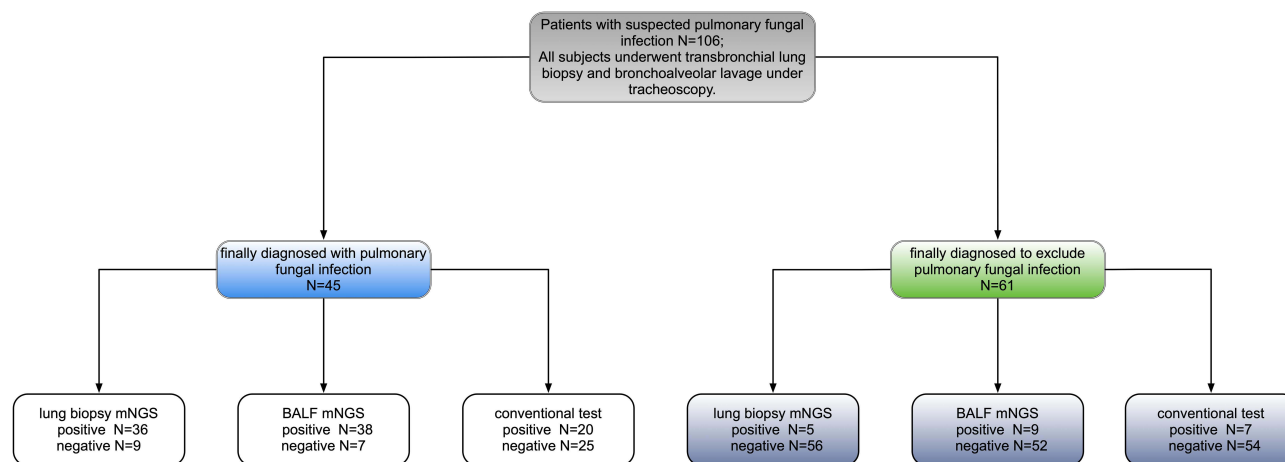 Patients with suspected pulmonary fungal
infection N=106;
All subjects underwent transbronchial lung
biopsy and bronchoalveolar lavage under
tracheoscopy.
finally diagnosed with pulmonary
fungal infection
N=45
finally diagnosed to exclude
pulmonary fungal infection
N=61
lung biopsy mNGS
positive  N=36
negative N=9
BALF mNGS
positive  N=38
negative N=7
conventional test
positive  N=20
negative N=25
lung biopsy mNGS
positive  N=5
negative N=56
BALF mNGS
positive  N=9
negative N=52
conventional test
positive  N=7
negative N=54